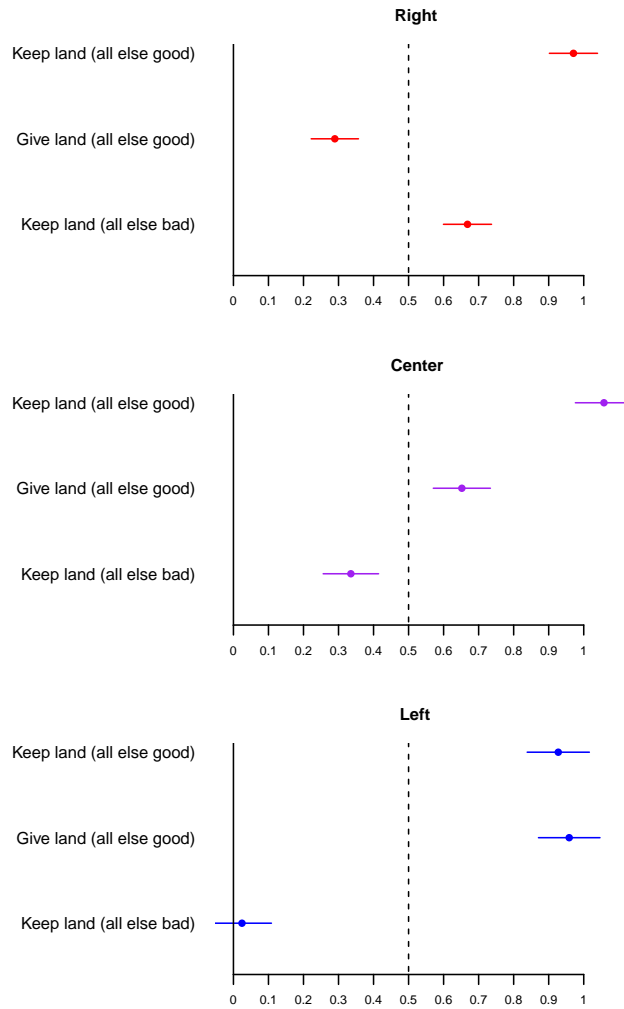 Right
Keep land (all else good)
Give land (all else good)
Keep land (all else bad)
0 0.1 0.2 0.3 0.4 0.5 0.6 0.7 0.8 0.9 1
Center
Keep land (all else good)
Give land (all else good)
Keep land (all else bad)
0 0.1 0.2 0.3 0.4 0.5 0.6 0.7 0.8 0.9 1
Left
Keep land (all else good)
Give land (all else good)
Keep land (all else bad)
0 0.1 0.2 0.3 0.4 0.5 0.6 0.7 0.8 0.9 1